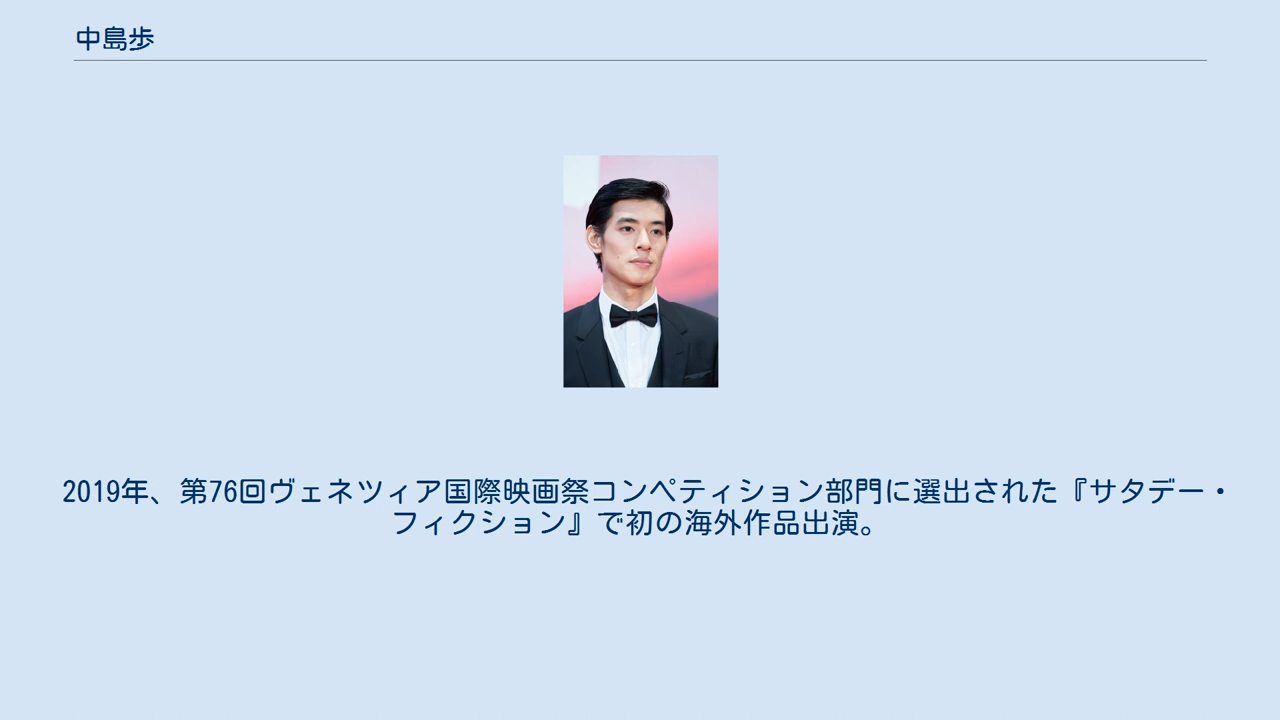 中島歩
2019年、第76回ヴェネツィア国際映画祭コンペティション部門に選出された『サタデー・
フィクション』で初の海外作品出演。